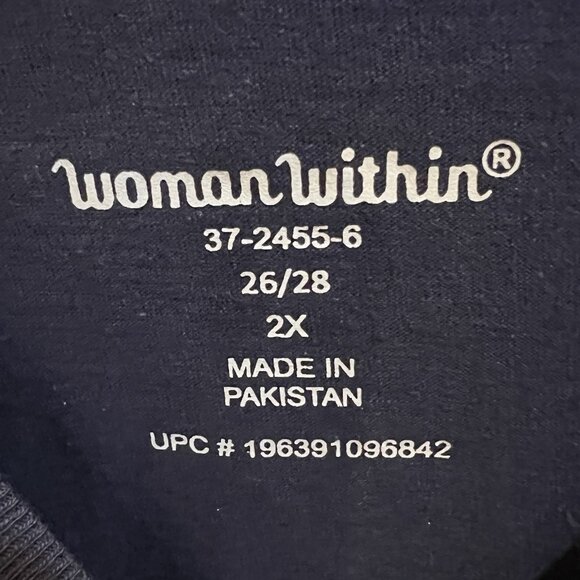 woman within®
37-2455-6
26/28
2X
MADE IN
PAKISTAN
UPC # 196391096842